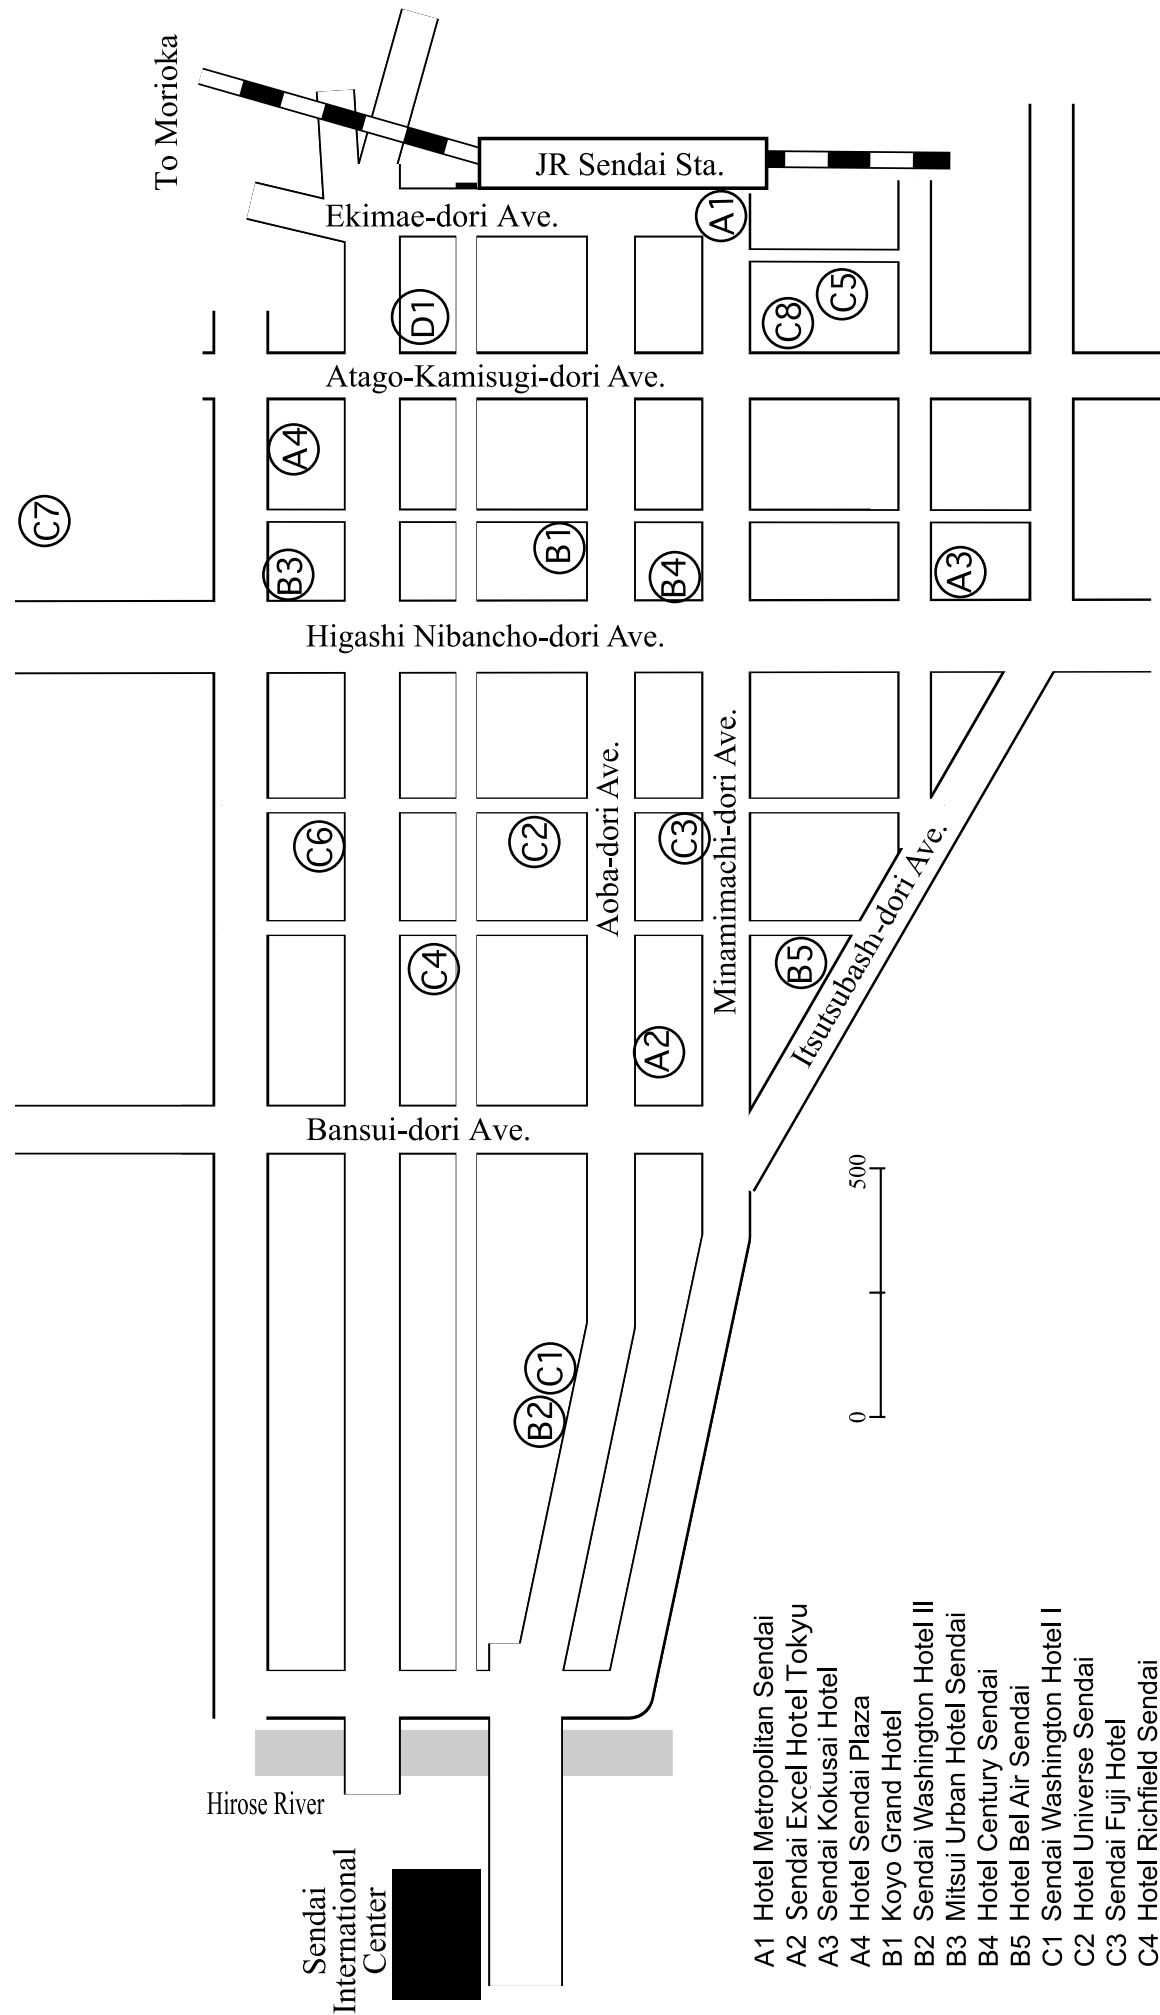 To Morioka
JR Sendai Sta.
Ekimae-dori Ave.
A1
D1
C8
C5
Atago-Kamisugi-dori Ave.
A4
C7
B3
B1
B4
A3
Higashi Nibancho-dori Ave.
Aoba-dori Ave.
Minamimachi-dori Ave.
C6
C2
C3
Itsutsubashi-dori Ave.
C4
B5
A2
Bansui-dori Ave.
500
0
C1
B2
Hirose River
Sendai
International
Center
A1 Hotel Metropolitan Sendai
A2 Sendai Excel Hotel Tokyu
A3 Sendai Kokusai Hotel
A4 Hotel Sendai Plaza
B1 Koyo Grand Hotel
B2 Sendai Washington Hotel II
B3 Mitsui Urban Hotel Sendai
B4 Hotel Century Sendai
B5 Hotel Bel Air Sendai
C1 Sendai Washington Hotel I
C2 Hotel Universe Sendai
C3 Sendai Fuji Hotel
C4 Hotel Richfield Sendai